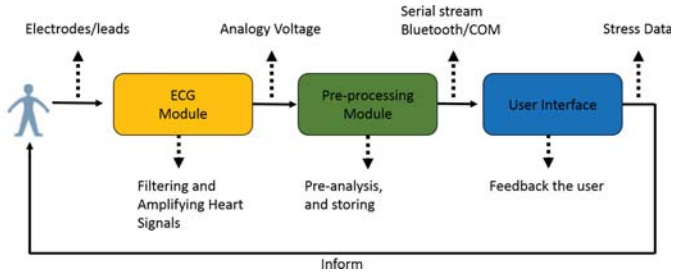 Serial stream
Electrodes/leads
Analogy Voltage
Bluetooth/COM
Stress Data
ECG
Module
Pre-processing
Module
User Interface
Filtering and
Amplifying Heart
Signals
Pre-analysis,
and storing
Feedback the user
Inform